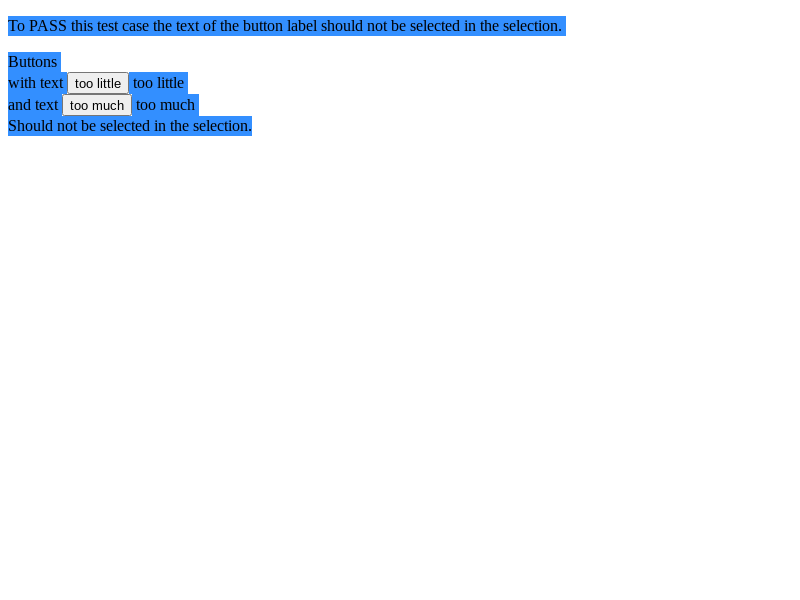 To PASS this test case the text of the button label should not be selected in the selection.
Buttons
with text too little too little
and text too much too much
Should not be selected in the selection.